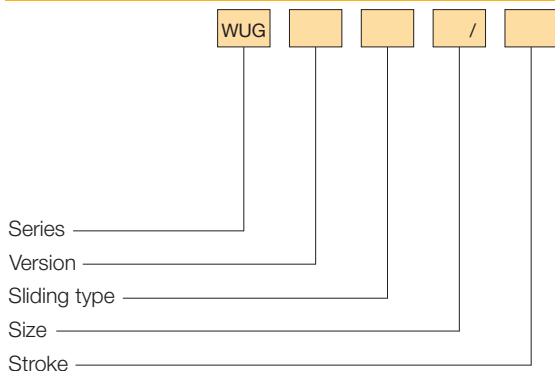 WUG /
Series
Version
Sliding type
Size
Stroke